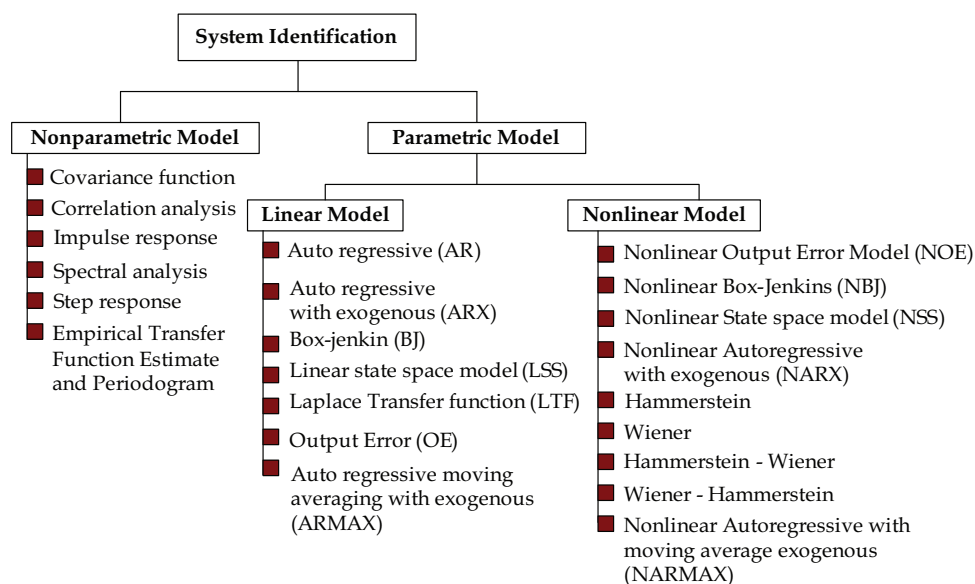 System Identification
Nonparametric Model
Parametric Model
Covariance function
Correlation analysis
Impulse response
Spectral analysis
Step response
Empirical Transfer
Function Estimate
and Periodogram
Linear Model
Auto regressive (AR)
Auto regressive
with exogenous (ARX)
Box-jenkin (BJ)
Linear state space model (LSS)
Laplace Transfer function (LTF)
Output Error (OE)
Auto regressive moving
averaging with exogenous
(ARMAX)
Nonlinear Model
Nonlinear Output Error Model (NOE)
Nonlinear Box-Jenkins (NBJ)
Nonlinear State space model (NSS)
Nonlinear Autoregressive
with exogenous (NARX)
Hammerstein
Wiener
Hammerstein - Wiener
Wiener - Hammerstein
Nonlinear Autoregressive with
moving average exogenous
(NARMAX)